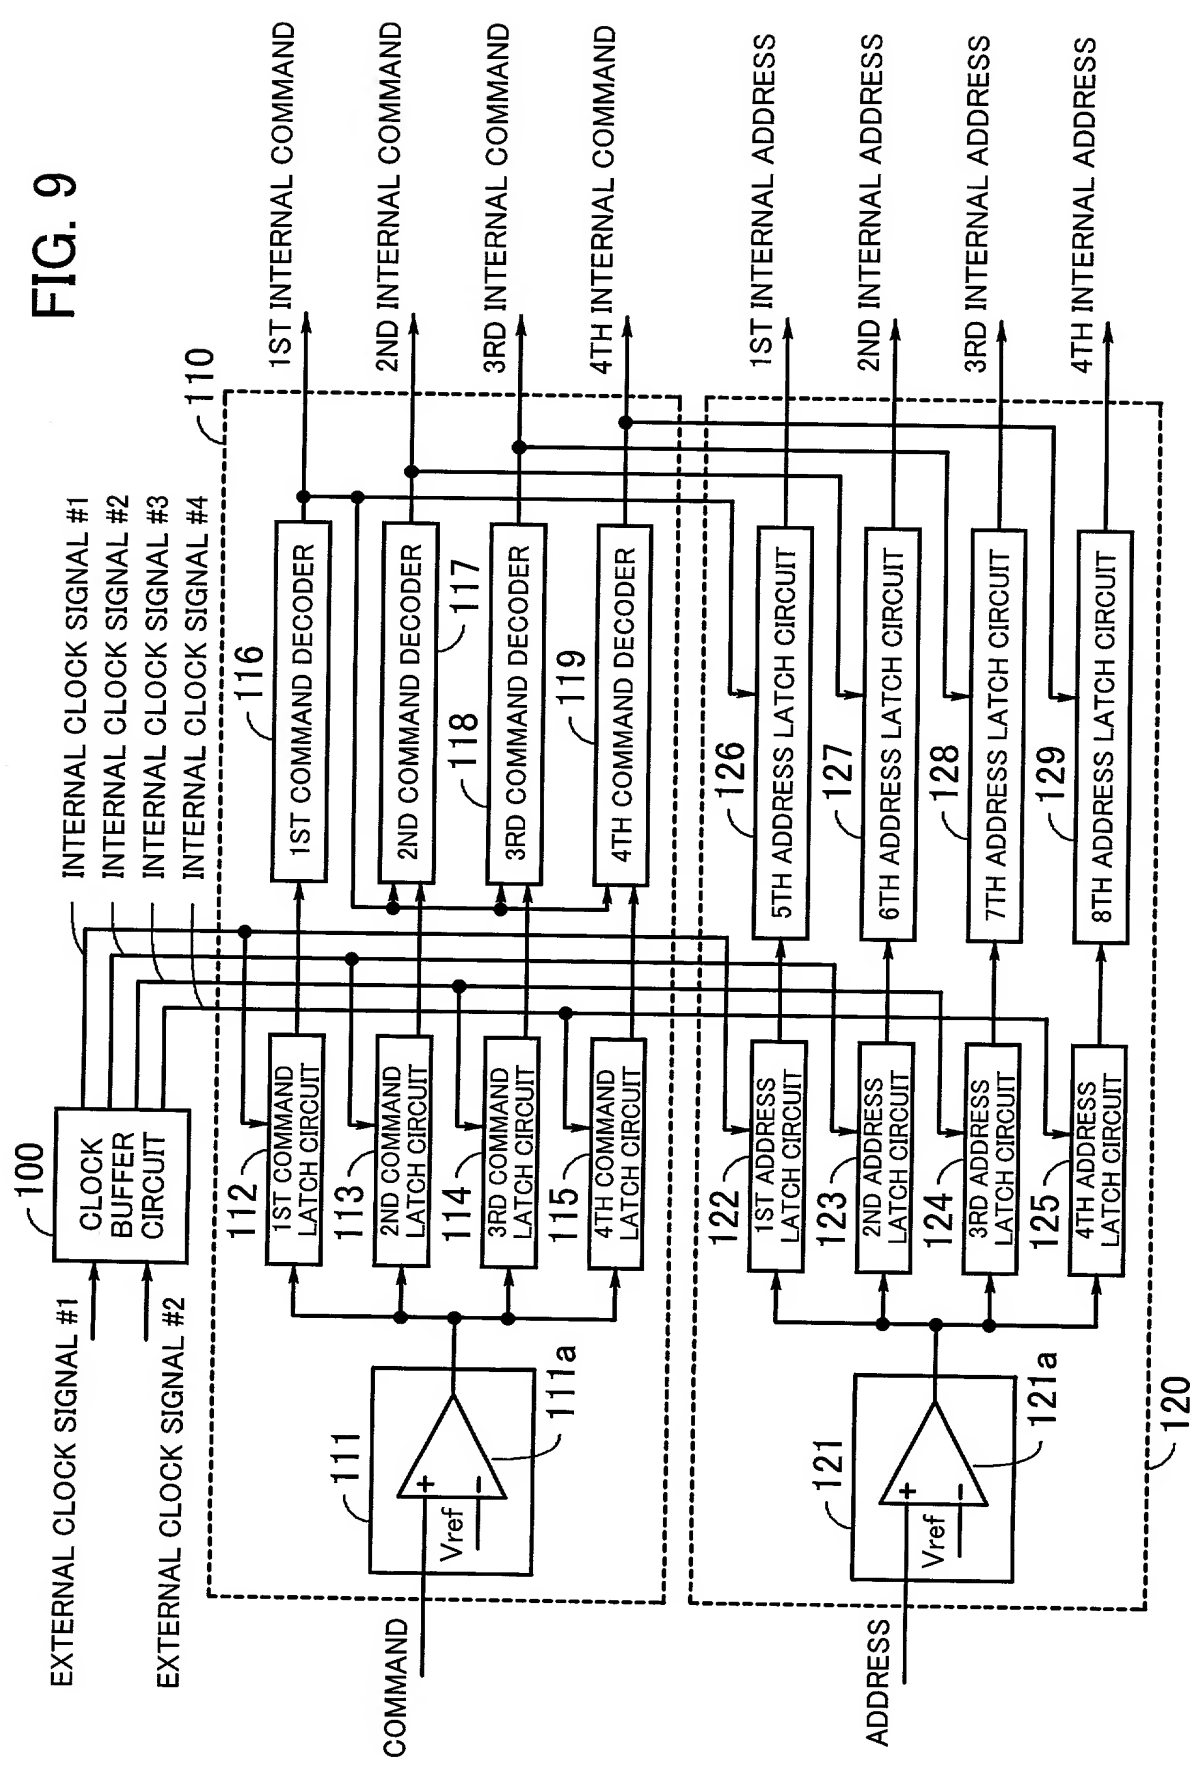 FIG. 9
EXTERNAL CLOCK SIGNAL #1
EXTERNAL CLOCK SIGNAL #2
100
CLOCK
BUFFER
CIRCUIT
INTERNAL CLOCK SIGNAL #1
INTERNAL CLOCK SIGNAL #2
INTERNAL CLOCK SIGNAL #3
INTERNAL CLOCK SIGNAL #4
110
COMMAND
111
Vref
+
−
111a
112
1ST COMMAND
LATCH CIRCUIT
116
1ST COMMAND DECODER
1ST INTERNAL COMMAND
113
2ND COMMAND
LATCH CIRCUIT
2ND COMMAND DECODER
117
2ND INTERNAL COMMAND
114
3RD COMMAND
LATCH CIRCUIT
118
3RD COMMAND DECODER
3RD INTERNAL COMMAND
115
4TH COMMAND
LATCH CIRCUIT
119
4TH COMMAND DECODER
4TH INTERNAL COMMAND
ADDRESS
121
Vref
+
−
121a
120
122
1ST ADDRESS
LATCH CIRCUIT
126
5TH ADDRESS LATCH CIRCUIT
1ST INTERNAL ADDRESS
123
2ND ADDRESS
LATCH CIRCUIT
127
6TH ADDRESS LATCH CIRCUIT
2ND INTERNAL ADDRESS
124
3RD ADDRESS
LATCH CIRCUIT
128
7TH ADDRESS LATCH CIRCUIT
3RD INTERNAL ADDRESS
125
4TH ADDRESS
LATCH CIRCUIT
129
8TH ADDRESS LATCH CIRCUIT
4TH INTERNAL ADDRESS